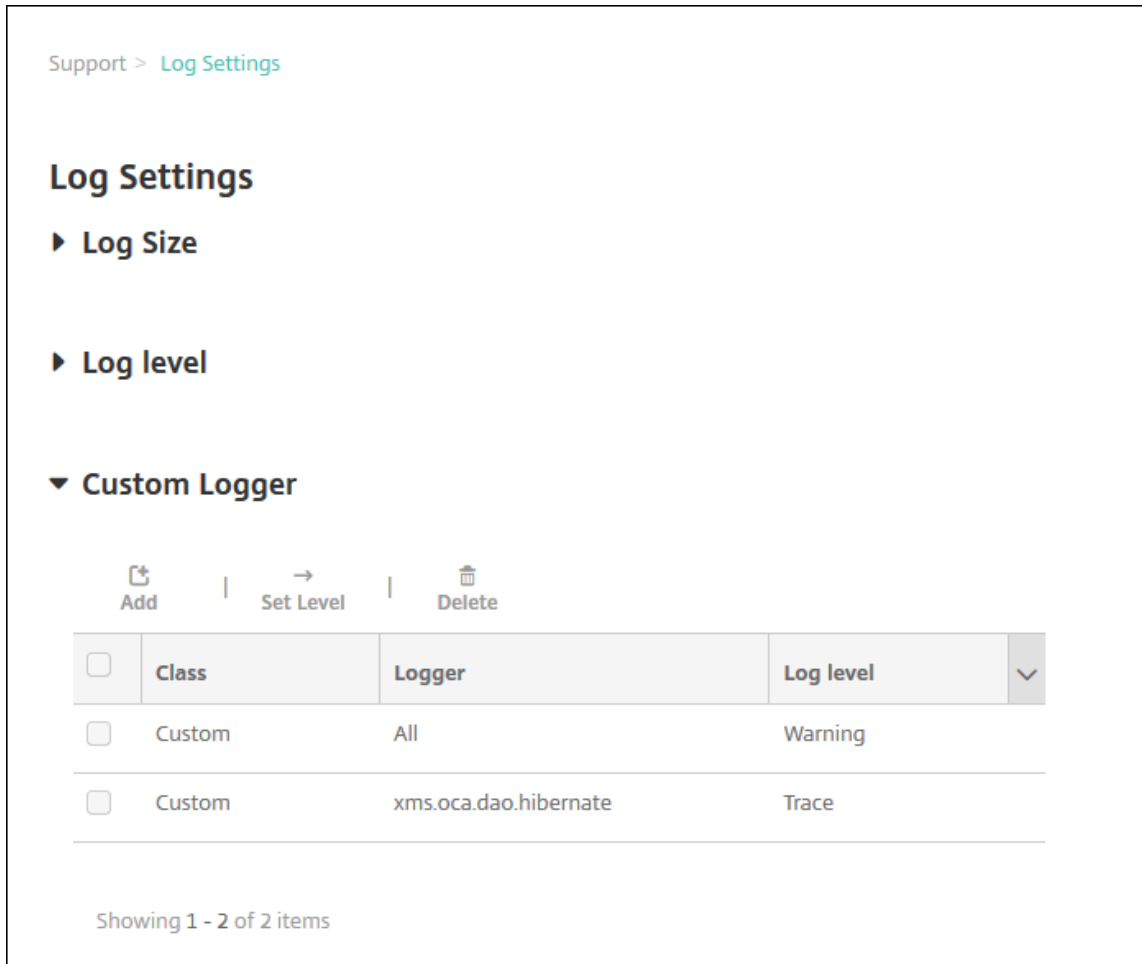 Support > Log Settings
Log Settings
Log Size
Log level
Custom Logger
Add | Set Level | Delete
Class Logger Log level
Custom All Warning
Custom xms.oca.dao.hibernate Trace
Showing 1 - 2 of 2 items